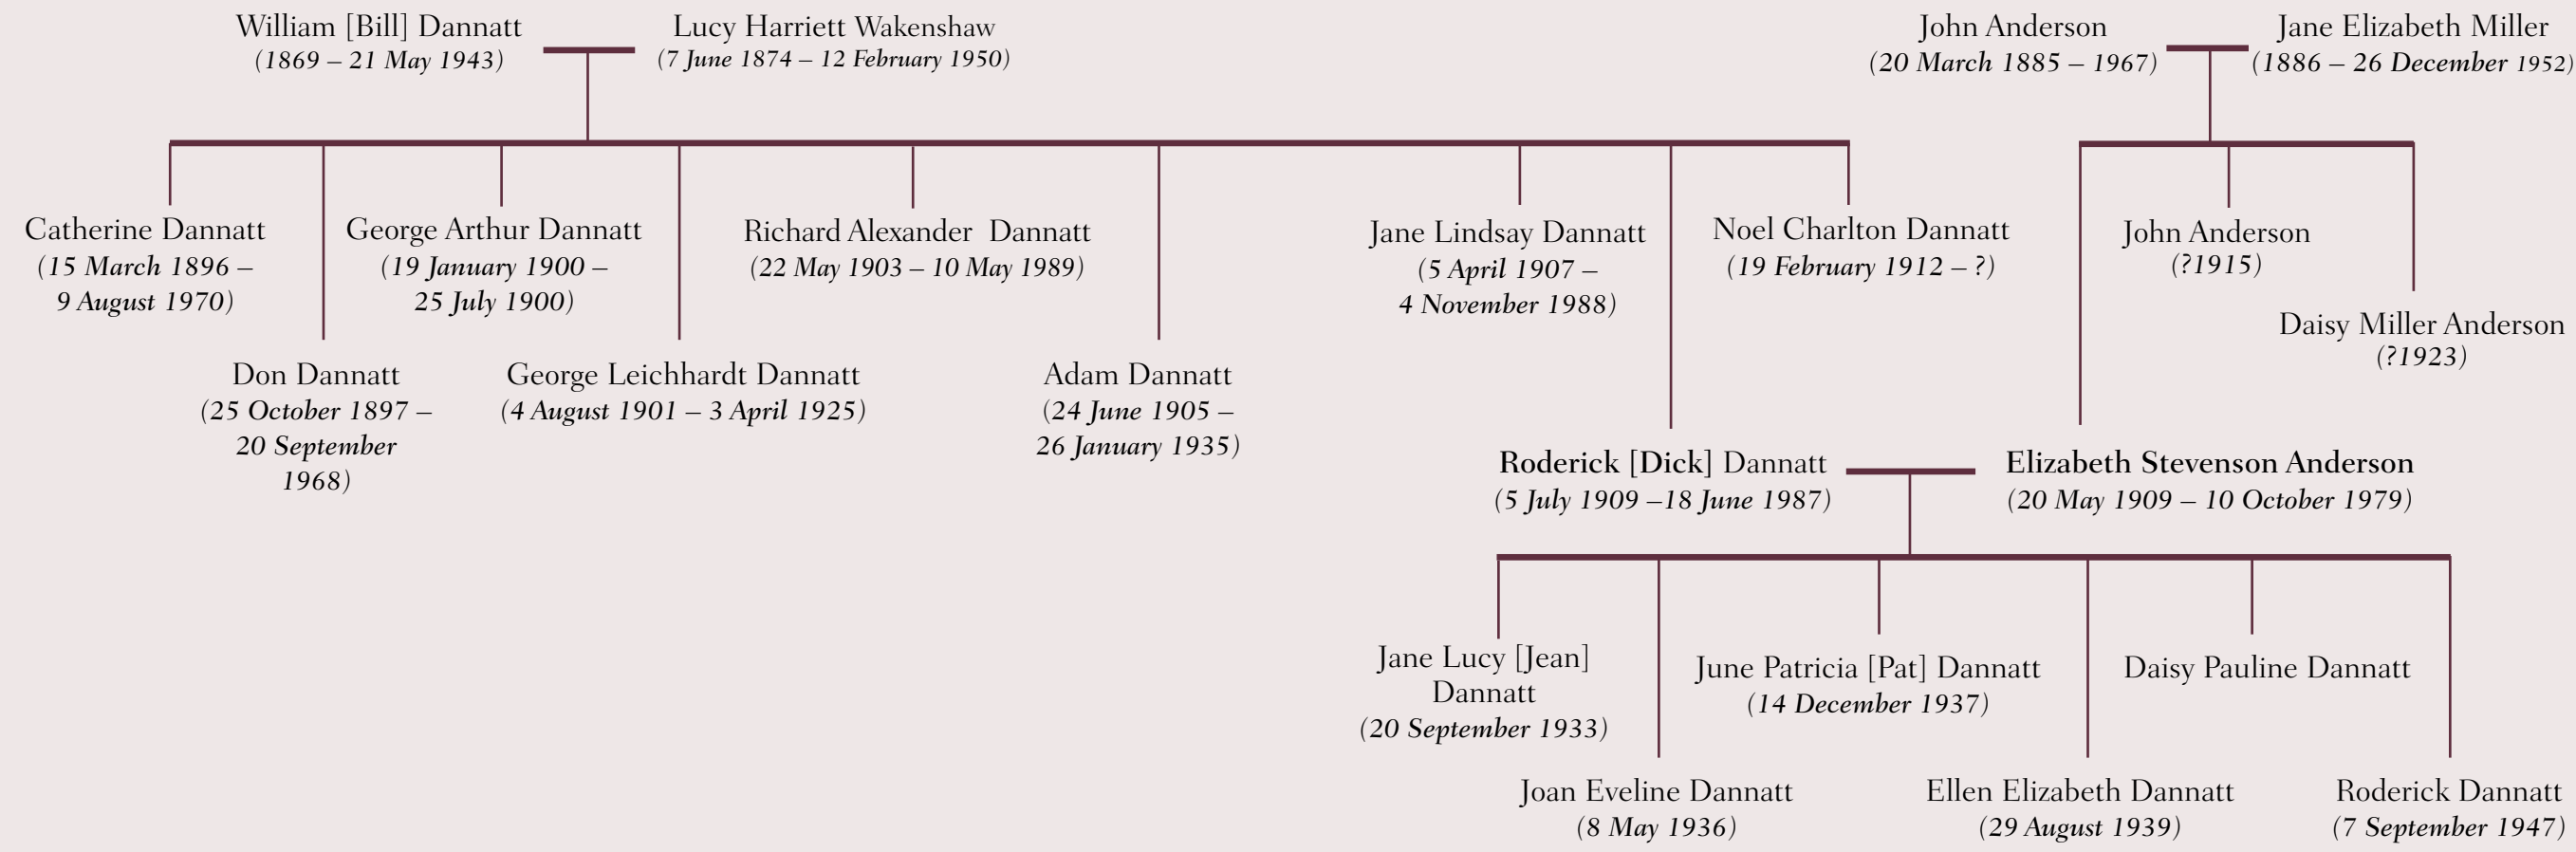 William [Bill] Dannatt
(1869 – 21 May 1943)
Lucy Harriett Wakenshaw
(7 June 1874 – 12 February 1950)
John Anderson
(20 March 1885 – 1967)
Jane Elizabeth Miller
(1886 – 26 December 1952)
Catherine Dannatt
(15 March 1896 –
9 August 1970)
George Arthur Dannatt
(19 January 1900 –
25 July 1900)
Richard Alexander Dannatt
(22 May 1903 – 10 May 1989)
Jane Lindsay Dannatt
(5 April 1907 –
4 November 1988)
Noel Charlton Dannatt
(19 February 1912 – ?)
John Anderson
(?1915)
Daisy Miller Anderson
(?1923)
Don Dannatt
(25 October 1897 –
20 September
1968)
George Leichhardt Dannatt
(4 August 1901 – 3 April 1925)
Adam Dannatt
(24 June 1905 –
26 January 1935)
Roderick [Dick] Dannatt
(5 July 1909 –18 June 1987)
Elizabeth Stevenson Anderson
(20 May 1909 – 10 October 1979)
Jane Lucy [Jean]
Dannatt
(20 September 1933)
June Patricia [Pat] Dannatt
(14 December 1937)
Daisy Pauline Dannatt
Joan Eveline Dannatt
(8 May 1936)
Ellen Elizabeth Dannatt
(29 August 1939)
Roderick Dannatt
(7 September 1947)